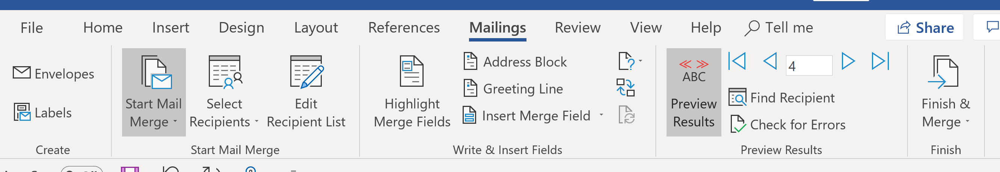 File Home Insert Design Layout References Mailings Review View Help Tell me Share
Envelopes
Labels
Create
Start Mail
Merge
Select
Recipients
Edit
Recipient List
Start Mail Merge
Highlight
Merge Fields
Address Block
Greeting Line
Insert Merge Field
Write & Insert Fields
ABC
Preview
Results
4
Find Recipient
Check for Errors
Preview Results
Finish &
Merge
Finish